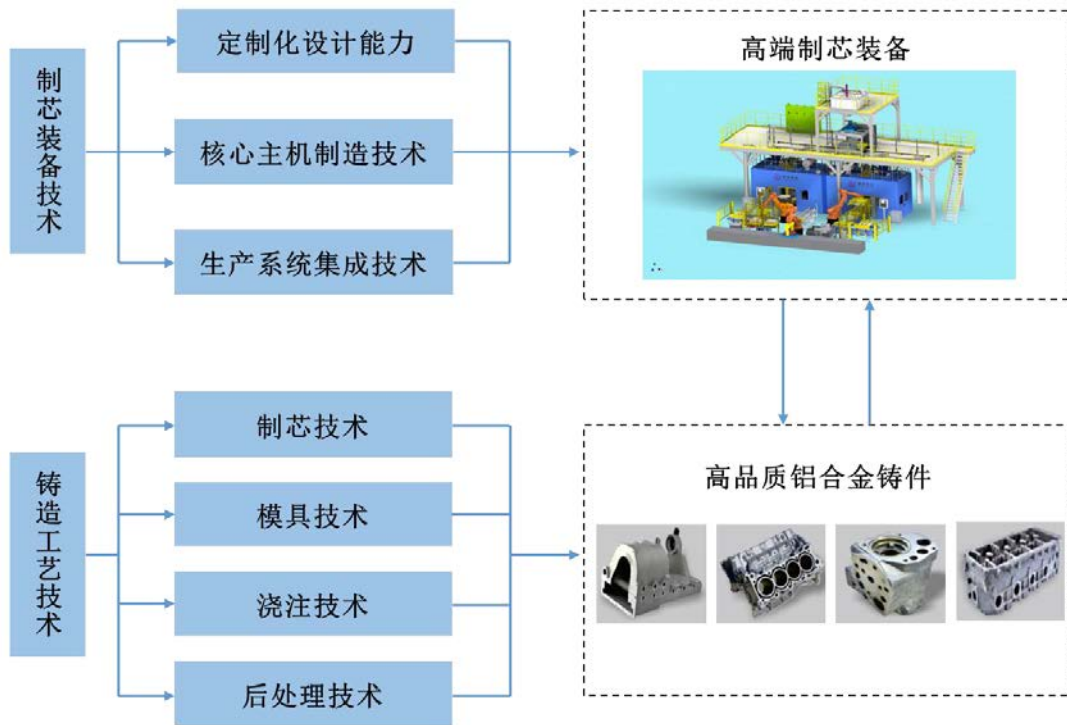 制芯装备技术
定制化设计能力
核心主机制造技术
生产系统集成技术
高端制芯装备
铸造工艺技术
制芯技术
模具技术
浇注技术
后处理技术
高品质铝合金铸件